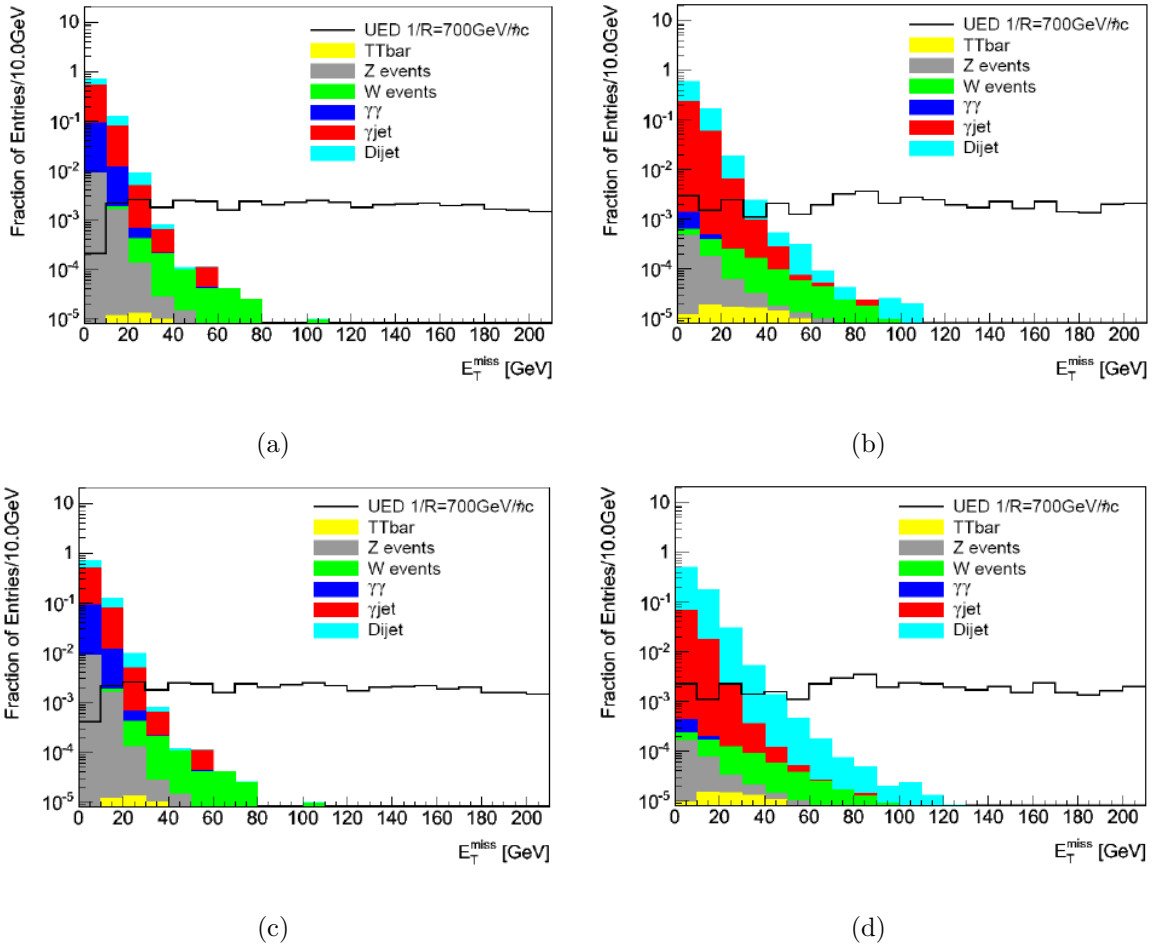 Fraction of Entries/10.0GeV
10
1
10-1
10-2
10-3
10-4
10-5
UED 1/R=700GeV/ħc
TTbar
Z events
W events
γγ
γjet
Dijet
0 20 40 60 80 100 120 140 160 180 200
E_T^miss [GeV]
(a)
Fraction of Entries/10.0GeV
10
1
10-1
10-2
10-3
10-4
10-5
UED 1/R=700GeV/ħc
TTbar
Z events
W events
γγ
γjet
Dijet
0 20 40 60 80 100 120 140 160 180 200
E_T^miss [GeV]
(b)
Fraction of Entries/10.0GeV
10
1
10-1
10-2
10-3
10-4
10-5
UED 1/R=700GeV/ħc
TTbar
Z events
W events
γγ
γjet
Dijet
0 20 40 60 80 100 120 140 160 180 200
E_T^miss [GeV]
(c)
Fraction of Entries/10.0GeV
10
1
10-1
10-2
10-3
10-4
10-5
UED 1/R=700GeV/ħc
TTbar
Z events
W events
γγ
γjet
Dijet
0 20 40 60 80 100 120 140 160 180 200
E_T^miss [GeV]
(d)